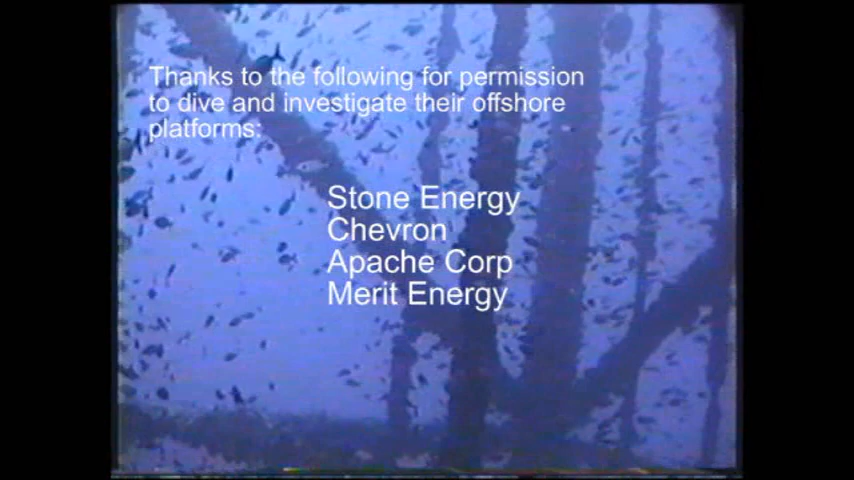 Thanks to the following for permission
to dive and investigate their offshore
platforms:
Stone Energy
Chevron
Apache Corp
Merit Energy